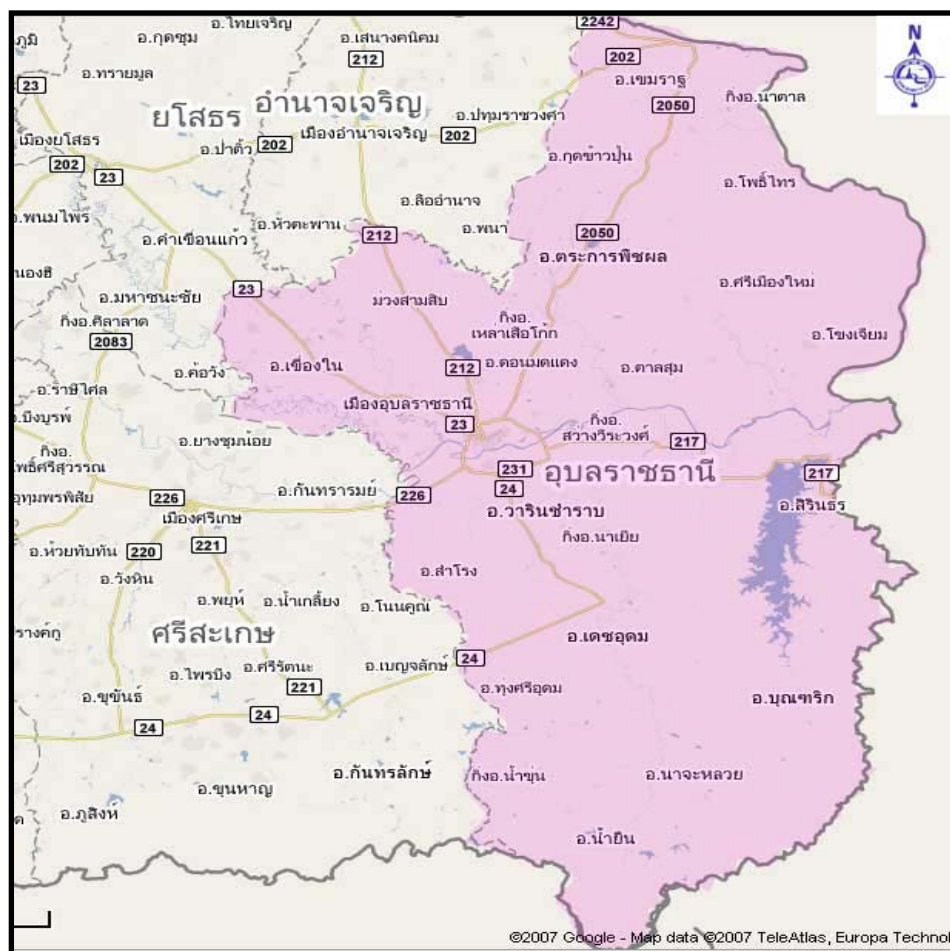 2242
อ.ไทยเจริญ
อ.กุดชุม
อ.เสนางคนิคม
N
212
202
อ.เขมราฐ
อ.ทรายมูล
23
กิ่งอ.นาตาล
2050
ยโสธร
อำนาจเจริญ
อ.ปทุมราชวงศา
เมืองยโสธร
อ.ป่าติ้ว
202
เมืองอำนาจเจริญ
202
อ.กุดข้าวปุ้น
202
23
อ.โพธิ์ไทร
อ.ลืออำนาจ
อ.พนมไพร
อ.หัวตะพาน
อ.พนา
2050
212
อ.คำเขื่อนแก้ว
อ.ตระการพืชผล
อ.ศรีเมืองใหม่
23
อ.มหาชนะชัย
ม่วงสามสิบ
กิ่งอ.ศิลาลาด
กิ่งอ.
เหล่าเสือโก้ก
อ.โขงเจียม
2083
อ.ค้อวัง
อ.เขื่องใน
212
อ.ดอนมดแดง
อ.ตาลสุม
อ.ราษีไศล
เมืองอุบลราชธานี
อ.บึงบูรพ์
23
กิ่งอ.
สว่างวีระวงศ์
217
อ.ยางชุมน้อย
กิ่งอ.
โพธิ์ศรีสุวรรณ
231
อุบลราชธานี
217
อุทุมพรพิสัย
226
อ.กันทรารมย์
226
24
อ.สิรินธร
เมืองศรีเกษ
อ.วารินชำราบ
221
กิ่งอ.นาเยีย
อ.ห้วยทับทัน
220
อ.วังหิน
อ.สำโรง
อ.พยุห์
อ.น้ำเกลี้ยง
อ.โนนคูณ
รางค์กู
ศรีสะเกษ
อ.เดชอุดม
24
อ.ไพรบึง
อ.ศรีรัตนะ
อ.เบญจลักษ์
อ.ขุขันธ์
221
อ.ทุ่งศรีอุดม
อ.บุณฑริก
24
24
อ.กันทรลักษ์
กิ่งอ.น้ำขุ่น
อ.นาจะหลวย
อ.ขุนหาญ
อ.ภูสิงห์
อ.น้ำยืน
©2007 Google - Map data ©2007 TeleAtlas, Europa Technol